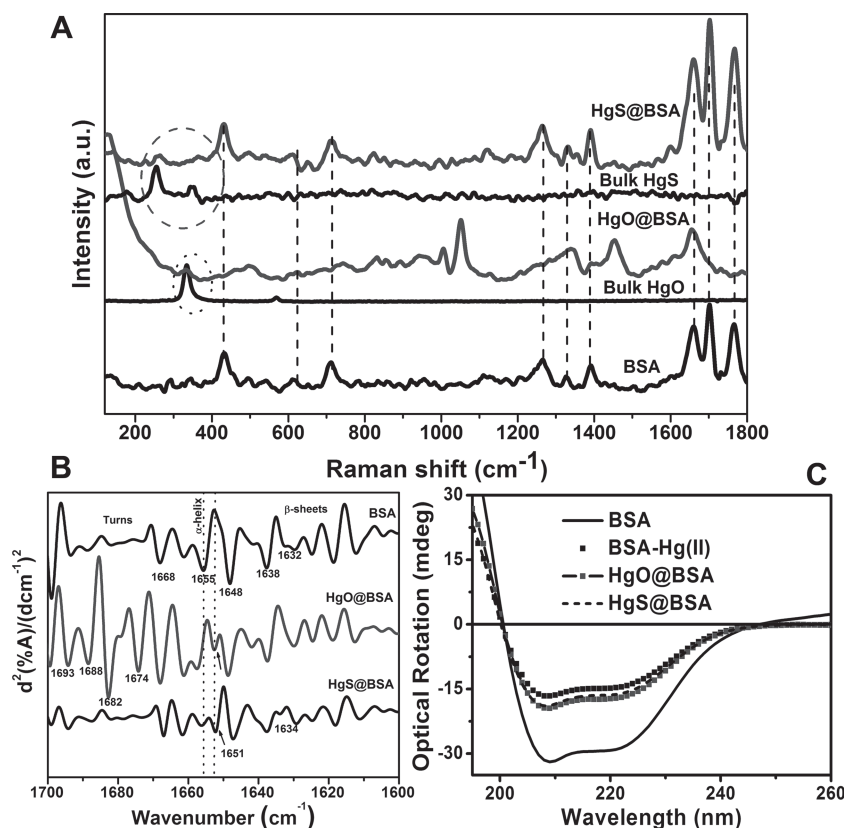 A
Intensity (a.u.)
HgS@BSA
Bulk HgS
HgO@BSA
Bulk HgO
BSA
200 400 600 800 1000 1200 1400 1600 1800
Raman shift (cm-1)
B
d2(%A)/(dcm-1)2
Turns
α-helix
β-sheets
BSA
1668
1655
1648
1638
1632
HgO@BSA
1693
1688
1682
1674
HgS@BSA
1651
1634
1700 1680 1660 1640 1620 1600
Wavenumber (cm-1)
C
Optical Rotation (mdeg)
30
15
0
-15
-30
BSA
BSA-Hg(II)
HgO@BSA
HgS@BSA
200 220 240 260
Wavelength (nm)